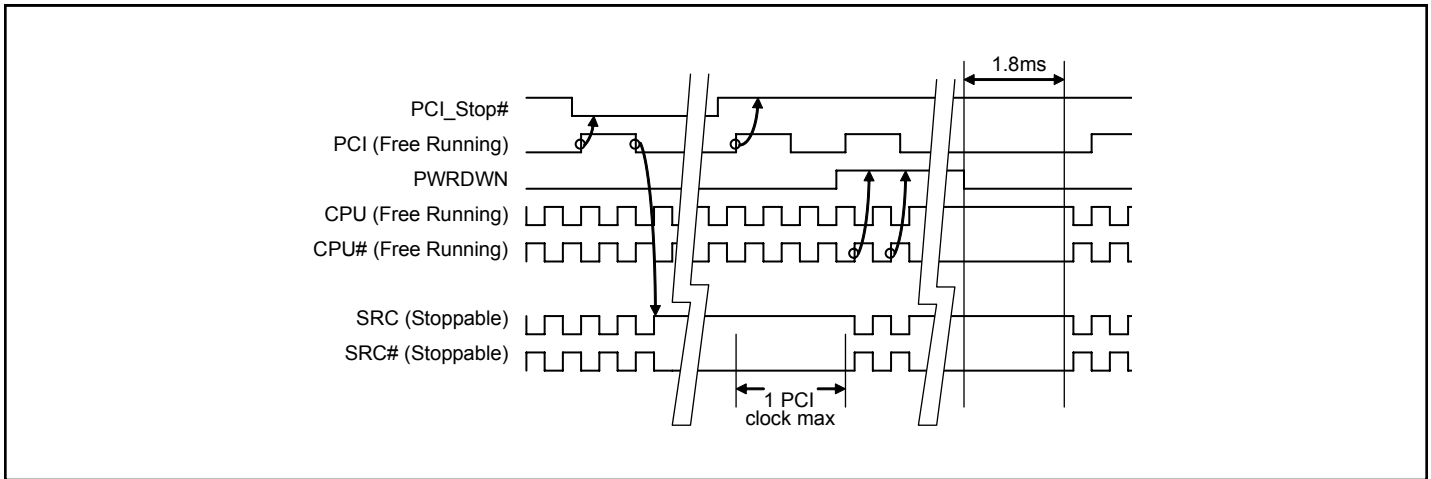 1.8ms
PCI_Stop#
PCI (Free Running)
PWRDWN
CPU (Free Running)
CPU# (Free Running)
SRC (Stoppable)
SRC# (Stoppable)
1 PCI
clock max